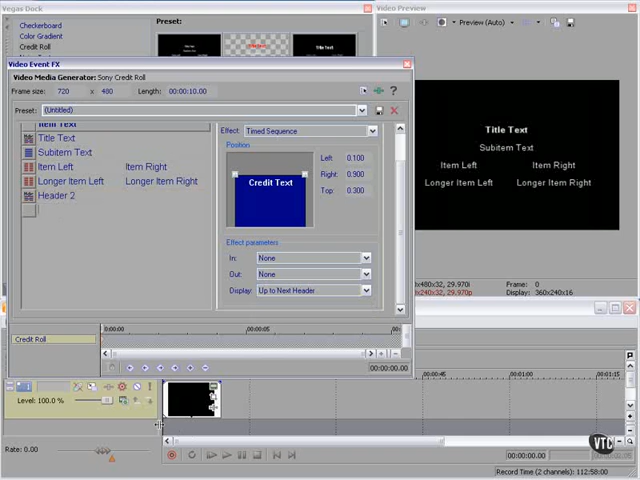 Vegas Dock
Video Preview
Checkerboard
Color Gradient
Credit Roll
Preset:
Preview (Auto)
Video Event FX
Video Media Generator: Sony Credit Roll
Frame size: 720 x 480 Length: 00:00:10.00
Preset: (Untitled)
Item Text
Title Text
Subitem Text
Item Left Item Right
Longer Item Left Longer Item Right
Header 2
Effect: Timed Sequence
Position
Left: 0.100
Right: 0.900
Top: 0.300
Credit Text
Effect parameters
In: None
Out: None
Display: Up to Next Header
Title Text
Subitem Text
Item Left Item Right
Longer Item Left Longer Item Right
Frame: 0
Display: 360x240x16
Credit Roll
0:00:00
00:00:05
00:00:00.00
Level: 100.0 %
00:00:45
00:01:00
00:01:15
Rate: 0.00
00:00:00.00
Record Time (2 channels): 112:58:00
VTC